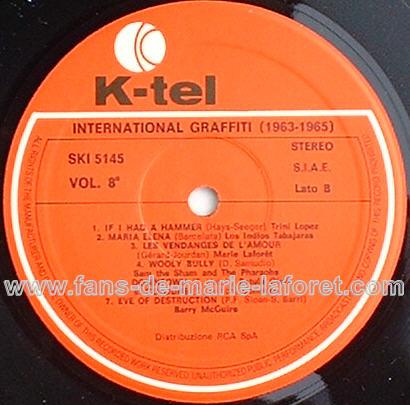 K-tel
INTERNATIONAL GRAFFITI (1963-1965)
SKI 5145
STEREO
S.I.A.E.
VOL. 8°
Lato B
1. IF I HAD A HAMMER (Hays-Seeger) Trini Lopez
2. MARIA ELENA (Barcelata) Los Indios Tabajaras
3. LES VENDANGES DE L'AMOUR
(Gérard-Jourdan) Marie Laforêt
4. WOOLY BULLY (D. Samudio)
Sam the Sham and The Pharaohs
www.fans-de-marie-laforet.com
7. EVE OF DESTRUCTION (P.F. Sloan-S. Barri)
Barry McGuire
Distribuzione RCA SpA